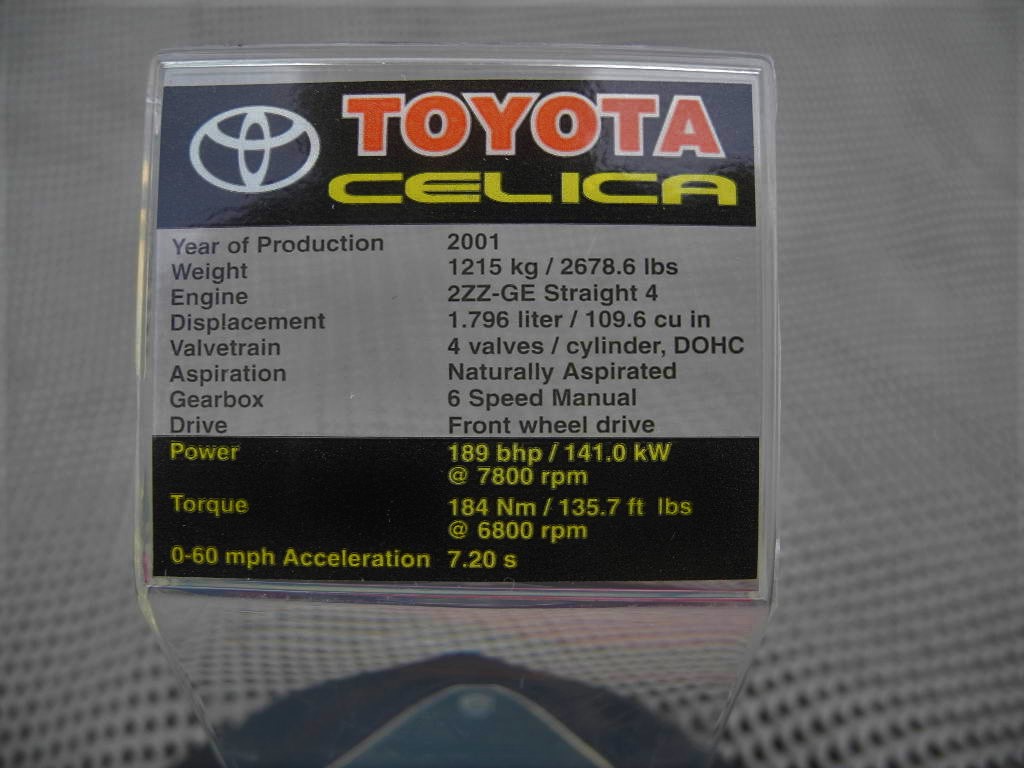 TOYOTA
CELICA
Year of Production 2001
Weight 1215 kg / 2678.6 lbs
Engine 2ZZ-GE Straight 4
Displacement 1.796 liter / 109.6 cu in
Valvetrain 4 valves / cylinder, DOHC
Aspiration Naturally Aspirated
Gearbox 6 Speed Manual
Drive Front wheel drive
Power 189 bhp / 141.0 kW
@ 7800 rpm
Torque 184 Nm / 135.7 ft lbs
@ 6800 rpm
0-60 mph Acceleration 7.20 s